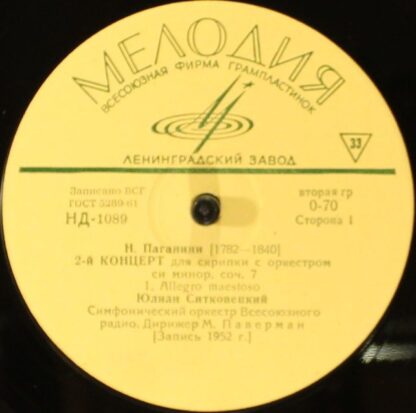 МЕЛОДИЯ
ВСЕСОЮЗНАЯ ФИРМА ГРАМПЛАСТИНОК
33
ЛЕНИНГРАДСКИЙ ЗАВОД
Записано ВСГ
ГОСТ 5289-61
НД-1089
вторая гр
0-70
Сторона 1
Н. Паганини [1782—1840]
2-й КОНЦЕРТ для скрипки с оркестром
си минор, соч. 7
1. Allegro maestoso
Юлиан Ситковецкий
Симфонический оркестр Всесоюзного
радио. Дирижер М. Паверман
[Запись 1952 г.]